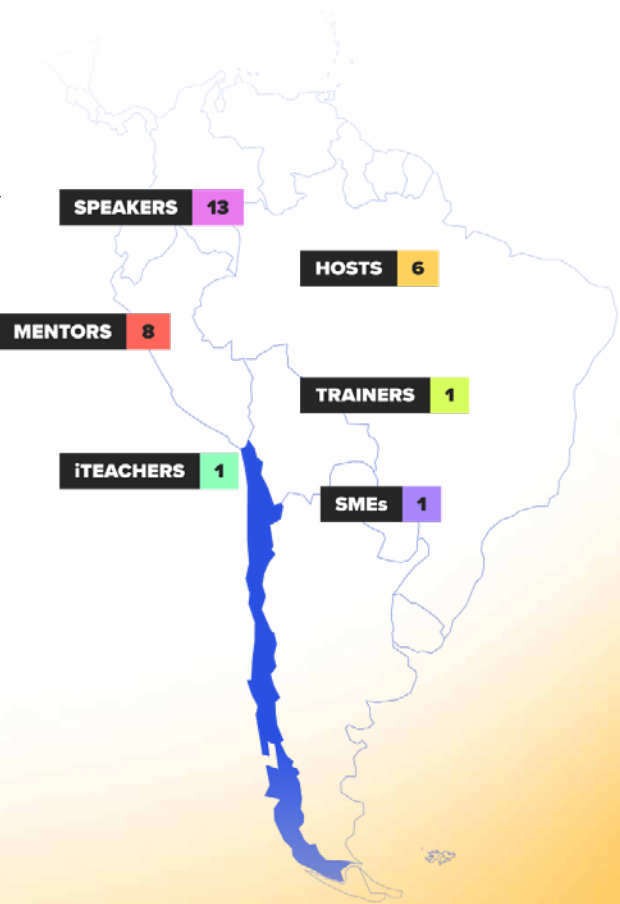 SPEAKERS 13
HOSTS 6
MENTORS 8
TRAINERS 1
iTEACHERS 1
SMEs 1